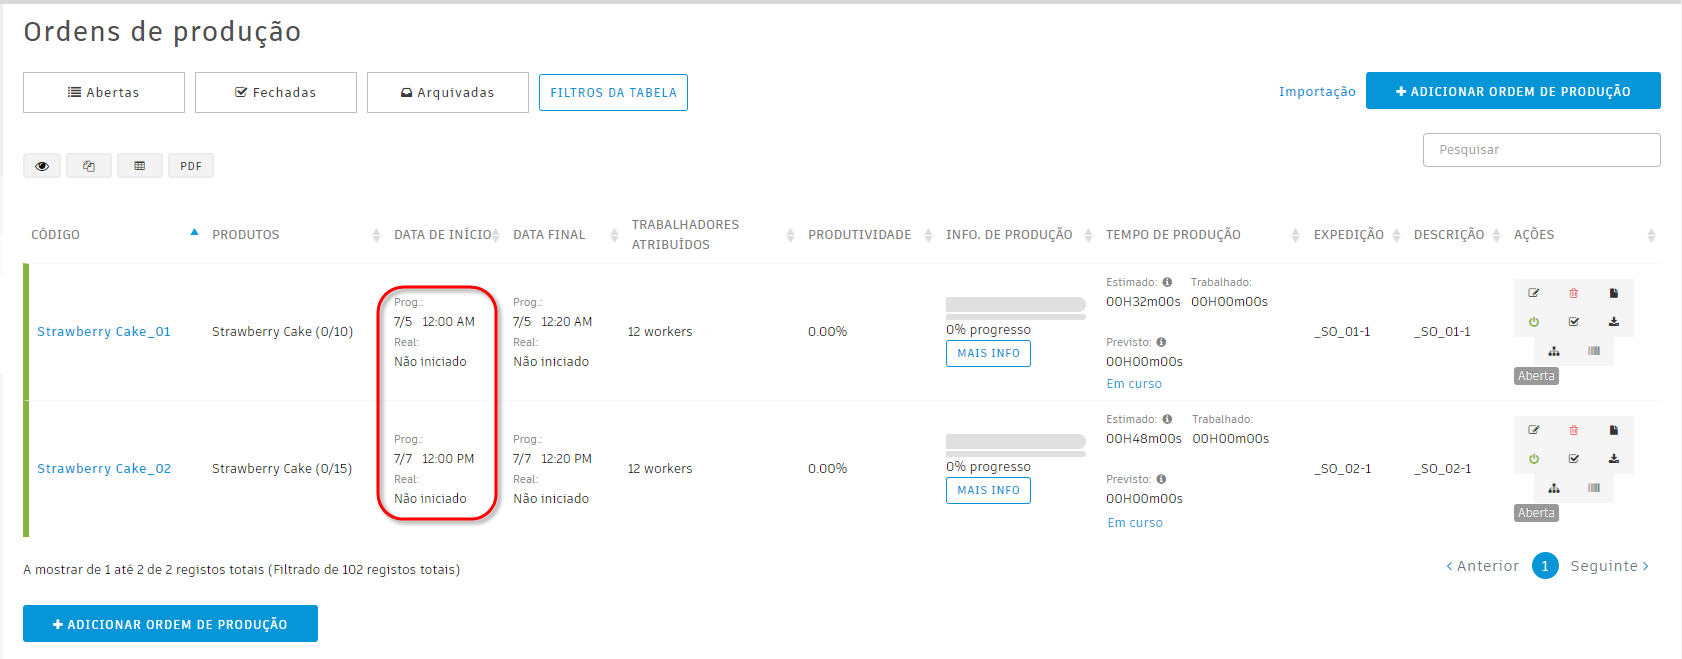 Ordens de produção
Abertas
Fechadas
Arquivadas
FILTROS DA TABELA
Importação
ADICIONAR ORDEM DE PRODUÇÃO
Pesquisar
PDF
CÓDIGO
PRODUTOS
DATA DE INÍCIO
DATA FINAL
TRABALHADORES
ATRIBUÍDOS
PRODUTIVIDADE
INFO. DE PRODUÇÃO
TEMPO DE PRODUÇÃO
EXPEDIÇÃO
DESCRIÇÃO
AÇÕES
Strawberry Cake_01
Strawberry Cake (0/10)
Prog.:
7/5 12:00 AM
Real:
Não iniciado
Prog.:
7/5 12:20 AM
Real:
Não iniciado
12 workers
0.00%
0% progresso
MAIS INFO
Estimado: Trabalhado:
00H32m00s 00H00m00s
Previsto:
00H00m00s
Em curso
_SO_01-1
_SO_01-1
Aberta
Strawberry Cake_02
Strawberry Cake (0/15)
Prog.:
7/7 12:00 PM
Real:
Não iniciado
Prog.:
7/7 12:20 PM
Real:
Não iniciado
12 workers
0.00%
0% progresso
MAIS INFO
Estimado: Trabalhado:
00H48m00s 00H00m00s
Previsto:
00H00m00s
Em curso
_SO_02-1
_SO_02-1
Aberta
A mostrar de 1 até 2 de 2 registos totais (Filtrado de 102 registos totais)
Anterior 1 Seguinte
ADICIONAR ORDEM DE PRODUÇÃO